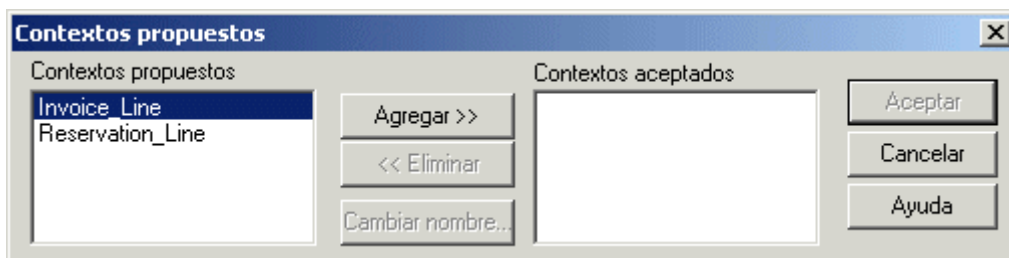 Contextos propuestos
Contextos propuestos
Invoice_Line
Reservation_Line
Agregar >>
<< Eliminar
Cambiar nombre...
Contextos aceptados
Aceptar
Cancelar
Ayuda